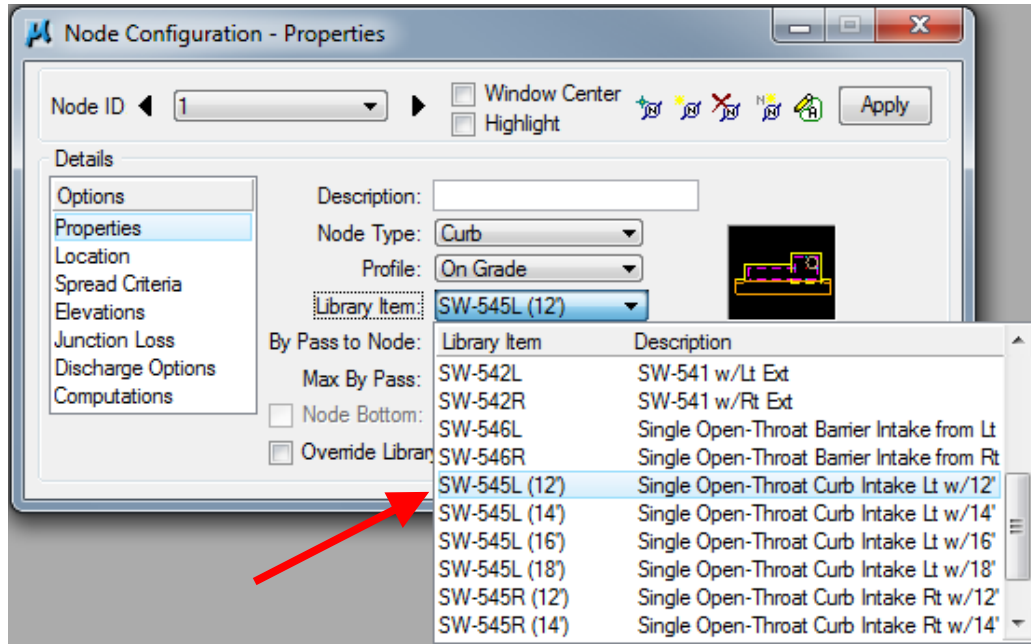 Node Configuration - Properties
Node ID 1 Window Center Apply
Highlight
Details
Options
Properties
Location
Spread Criteria
Elevations
Junction Loss
Discharge Options
Computations
Description:
Node Type: Curb
Profile: On Grade
Library Item: SW-545L (12')
By Pass to Node:
Max By Pass:
Node Bottom:
Override Librar
Library Item Description
SW-542L SW-541 w/Lt Ext
SW-542R SW-541 w/Rt Ext
SW-546L Single Open-Throat Barrier Intake from Lt
SW-546R Single Open-Throat Barrier Intake from Rt
SW-545L (12') Single Open-Throat Curb Intake Lt w/12'
SW-545L (14') Single Open-Throat Curb Intake Lt w/14'
SW-545L (16') Single Open-Throat Curb Intake Lt w/16'
SW-545L (18') Single Open-Throat Curb Intake Lt w/18'
SW-545R (12') Single Open-Throat Curb Intake Rt w/12'
SW-545R (14') Single Open-Throat Curb Intake Rt w/14'